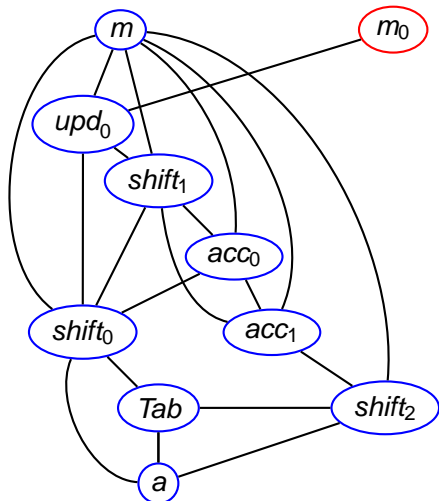 m
m₀
upd₀
shift₁
acc₀
shift₀
acc₁
Tab
shift₂
a